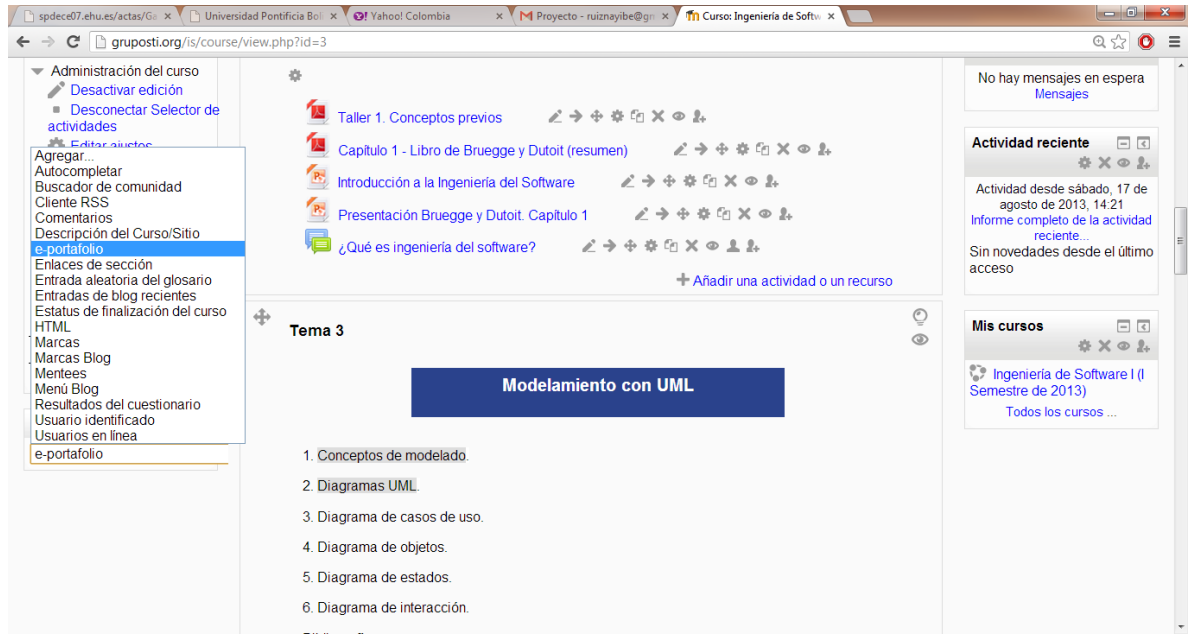 spdece07.ehu.es/actas/Ga
Universidad Pontificia Boli
Yahoo! Colombia
Proyecto - ruiznayibe@gm
Curso: Ingeniería de Softw
gruposti.org/is/course/view.php?id=3
Administración del curso
Desactivar edición
Desconectar Selector de
actividades
Editar ajustes
Agregar...
Autocompletar
Buscador de comunidad
Cliente RSS
Comentarios
Descripción del Curso/Sitio
e-portafolio
Enlaces de sección
Entrada aleatoria del glosario
Entradas de blog recientes
Estatus de finalización del curso
HTML
Marcas
Marcas Blog
Mentees
Menú Blog
Resultados del cuestionario
Usuario identificado
Usuarios en línea
e-portafolio
Taller 1. Conceptos previos
Capítulo 1 - Libro de Bruegge y Dutoit (resumen)
Introducción a la Ingeniería del Software
Presentación Bruegge y Dutoit. Capítulo 1
¿Qué es ingeniería del software?
Añadir una actividad o un recurso
Tema 3
Modelamiento con UML
1. Conceptos de modelado.
2. Diagramas UML.
3. Diagrama de casos de uso.
4. Diagrama de objetos.
5. Diagrama de estados.
6. Diagrama de interacción.
No hay mensajes en espera
Mensajes
Actividad reciente
Actividad desde sábado, 17 de
agosto de 2013, 14:21
Informe completo de la actividad
reciente...
Sin novedades desde el último
acceso
Mis cursos
Ingeniería de Software I (I
Semestre de 2013)
Todos los cursos ...